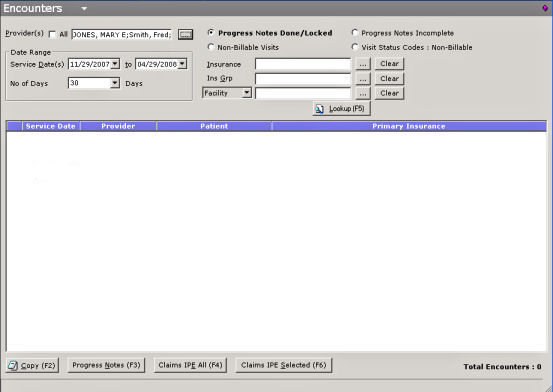 Encounters
Provider(s) All JONES, MARY E;Smith, Fred; ...
Progress Notes Done/Locked Progress Notes Incomplete
Non-Billable Visits Visit Status Codes : Non-Billable
Date Range
Service Date(s) 11/29/2007 to 04/29/2008
No of Days 30 Days
Insurance ... Clear
Ins Grp ... Clear
Facility ... Clear
Lookup (F5)
Service Date Provider Patient Primary Insurance
Copy (F2) Progress Notes (F3) Claims IPE All (F4) Claims IPE Selected (F6) Total Encounters : 0